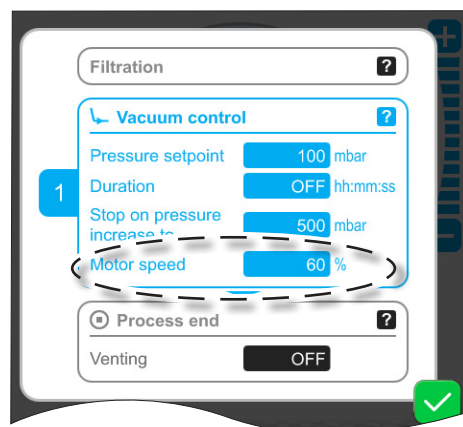 Filtration ?
Vacuum control ?
1
Pressure setpoint 100 mbar
Duration OFF hh:mm:ss
Stop on pressure
increase to 500 mbar
Motor speed 60 %
Process end ?
Venting OFF